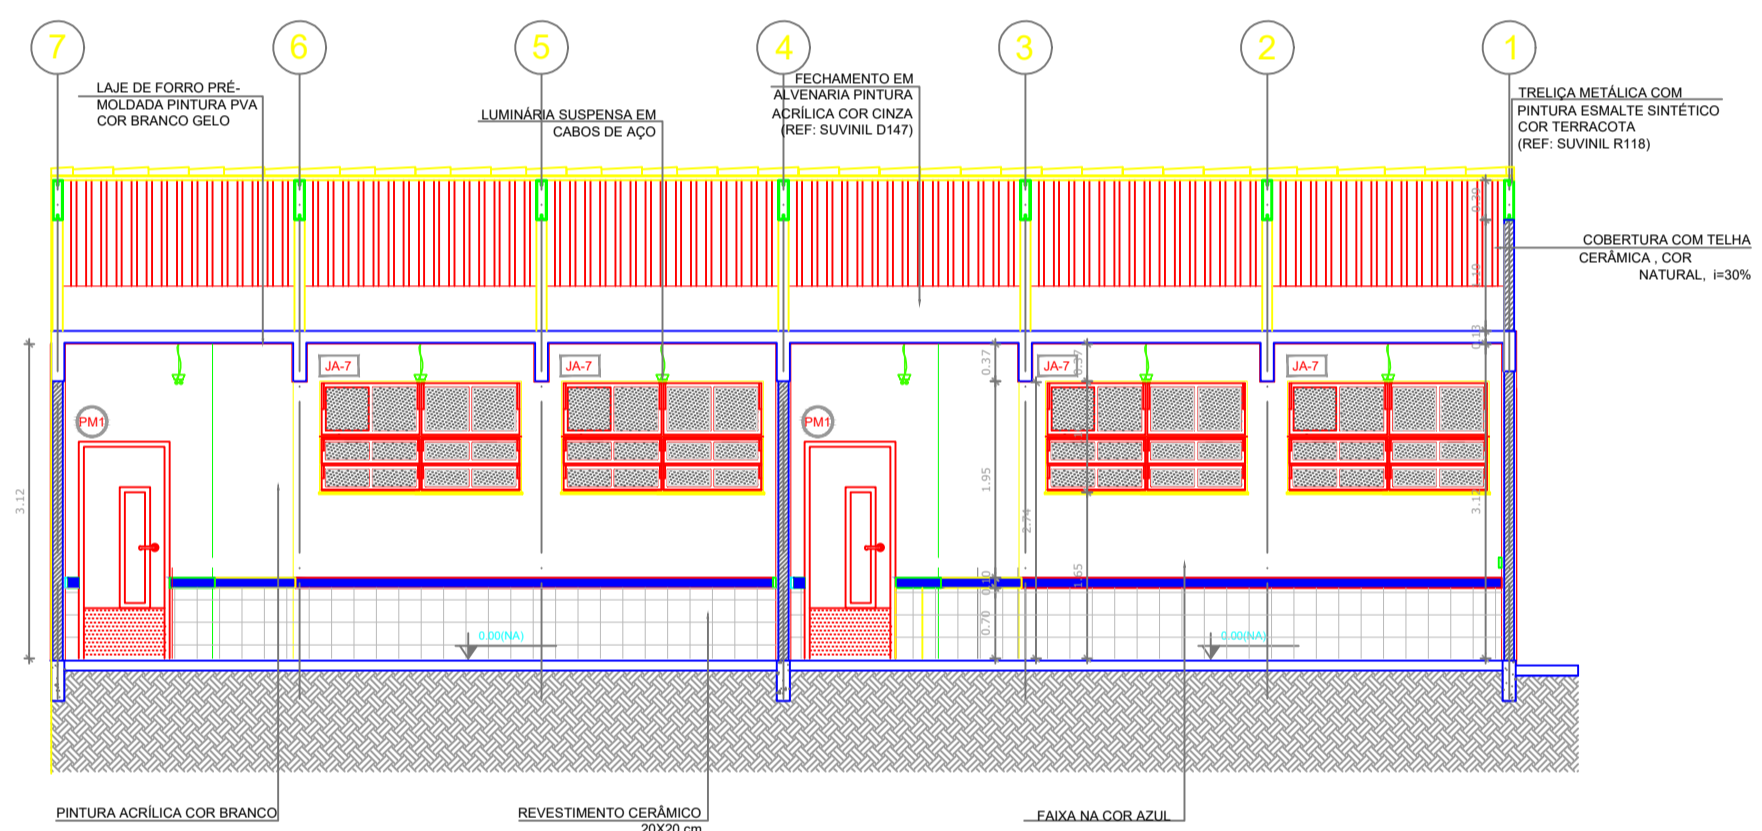 7
6
5
4
3
2
1
LAJE DE FORRO PRÉ-
MOLDADA PINTURA PVA
COR BRANCO GELO
LUMINÁRIA SUSPENSA EM
CABOS DE AÇO
FECHAMENTO EM
ALVENARIA PINTURA
ACRÍLICA COR CINZA
(REF: SUVINIL D147)
TRELIÇA METÁLICA COM
PINTURA ESMALTE SINTÉTICO
COR TERRACOTA
(REF: SUVINIL R118)
COBERTURA COM TELHA
CERÂMICA , COR
NATURAL, i=30%
0.13
JA-7
JA-7
JA-7
JA-7
0.37
0.37
PM1
PM1
3.12
1.95
2.74
3.12
0.10
1.65
0.70
0.00(NA)
0.00(NA)
PINTURA ACRÍLICA COR BRANCO
REVESTIMENTO CERÂMICO
20X20 cm
FAIXA NA COR AZUL